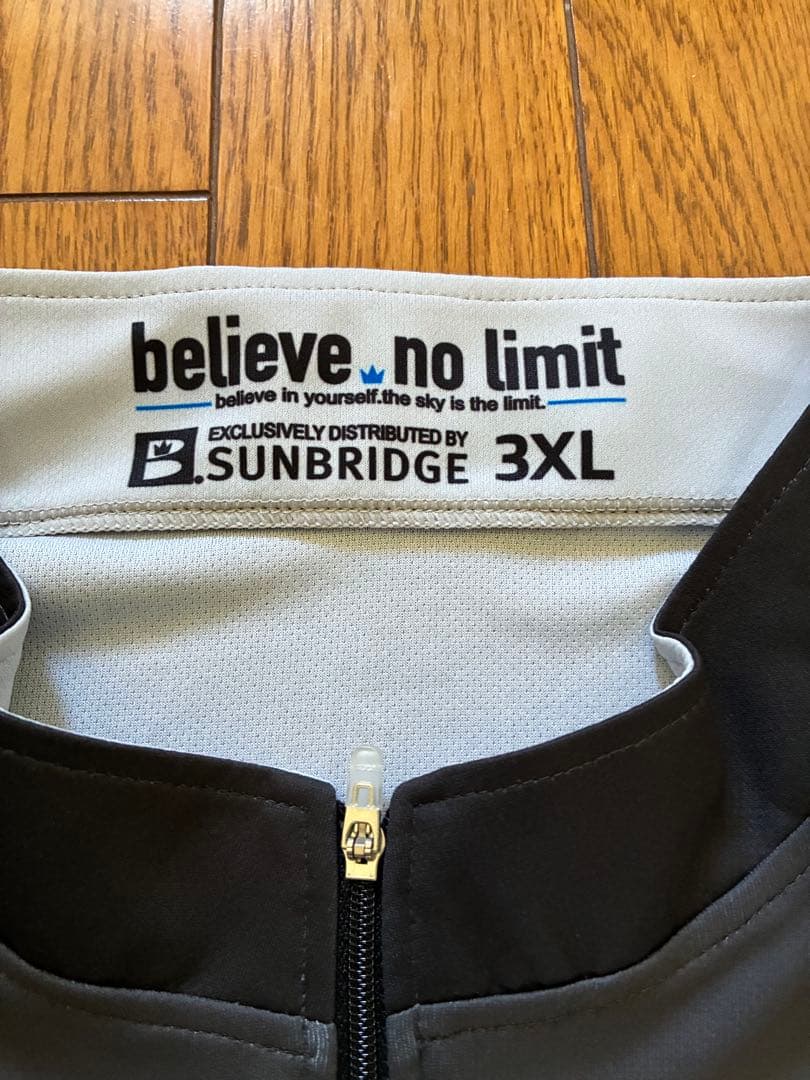 believe no limit
believe in yourself.the sky is the limit.
EXCLUSIVELY DISTRIBUTED BY
B.SUNBRIDGE 3XL